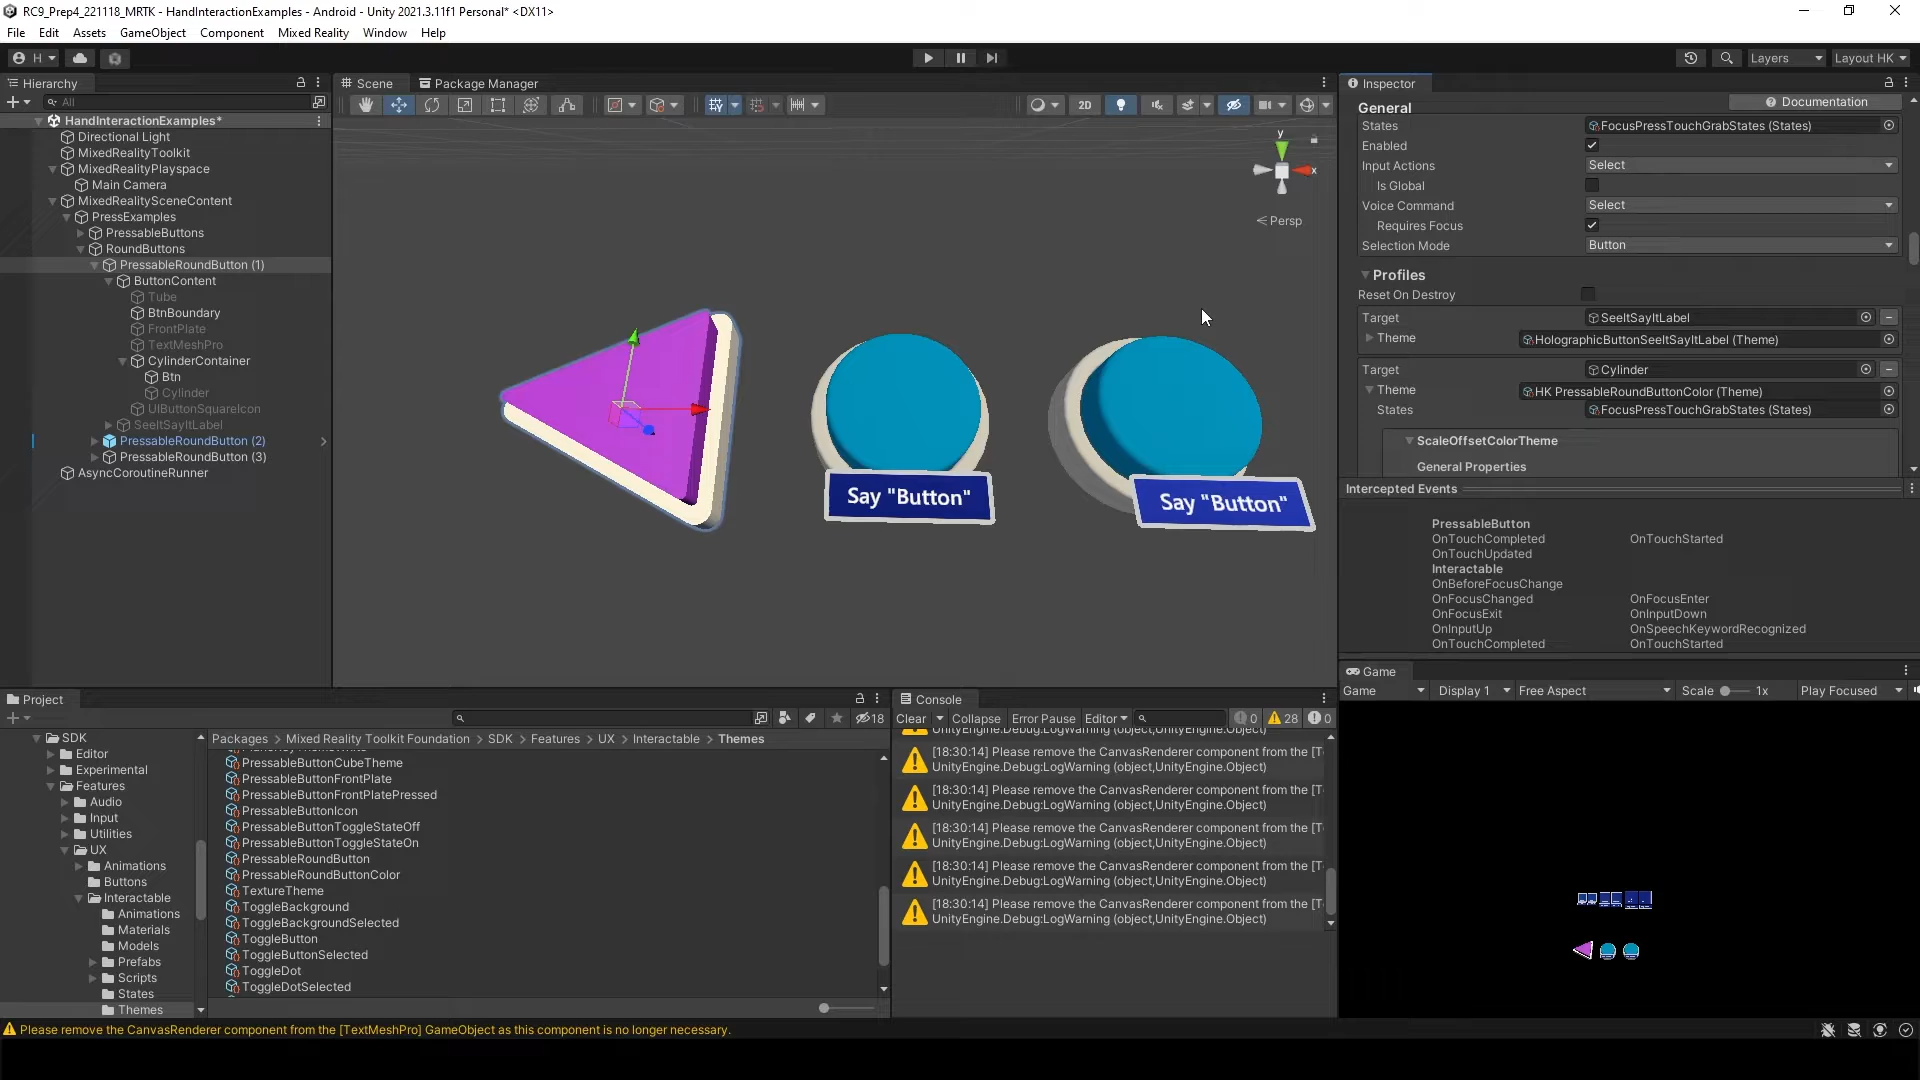 RC9_Prep4_221118_MRTK - HandInteractionExamples - Android - Unity 2021.3.11f1 Personal* <DX11>
File Edit Assets GameObject Component Mixed Reality Window Help
H Layers Layout HK
Hierarchy
All
HandInteractionExamples*
Directional Light
MixedRealityToolkit
MixedRealityPlayspace
Main Camera
MixedRealitySceneContent
PressExamples
PressableButtons
RoundButtons
PressableRoundButton (1)
ButtonContent
Tube
BtnBoundary
FrontPlate
TextMeshPro
CylinderContainer
Btn
Cylinder
UIButtonSquareIcon
SeeItSayItLabel
PressableRoundButton (2)
PressableRoundButton (3)
AsyncCoroutineRunner
Scene Package Manager
2D
y
x
Persp
Say "Button"
Say "Button"
Inspector
Documentation
General
States FocusPressTouchGrabStates (States)
Enabled
Input Actions Select
Is Global
Voice Command Select
Requires Focus
Selection Mode Button
Profiles
Reset On Destroy
Target SeeItSayItLabel
Theme HolographicButtonSeeItSayItLabel (Theme)
Target Cylinder
Theme HK PressableRoundButtonColor (Theme)
States FocusPressTouchGrabStates (States)
ScaleOffsetColorTheme
General Properties
Intercepted Events
PressableButton
OnTouchCompleted OnTouchStarted
OnTouchUpdated
Interactable
OnBeforeFocusChange
OnFocusChanged OnFocusEnter
OnFocusExit OnInputDown
OnInputUp OnSpeechKeywordRecognized
OnTouchCompleted OnTouchStarted
Game
Game Display 1 Free Aspect Scale 1x Play Focused
Project
18
SDK
Editor
Experimental
Features
Audio
Input
Utilities
UX
Animations
Buttons
Interactable
Animations
Materials
Models
Prefabs
Scripts
States
Themes
Packages > Mixed Reality Toolkit Foundation > SDK > Features > UX > Interactable > Themes
PressableButtonCubeTheme
PressableButtonFrontPlate
PressableButtonFrontPlatePressed
PressableButtonIcon
PressableButtonToggleStateOff
PressableButtonToggleStateOn
PressableRoundButton
PressableRoundButtonColor
TextureTheme
ToggleBackground
ToggleBackgroundSelected
ToggleButton
ToggleButtonSelected
ToggleDot
ToggleDotSelected
Console
Clear Collapse Error Pause Editor 0 28 0
UnityEngine.Debug:LogWarning (object,UnityEngine.Object)
[18:30:14] Please remove the CanvasRenderer component from the [T
UnityEngine.Debug:LogWarning (object,UnityEngine.Object)
[18:30:14] Please remove the CanvasRenderer component from the [T
UnityEngine.Debug:LogWarning (object,UnityEngine.Object)
[18:30:14] Please remove the CanvasRenderer component from the [T
UnityEngine.Debug:LogWarning (object,UnityEngine.Object)
[18:30:14] Please remove the CanvasRenderer component from the [T
UnityEngine.Debug:LogWarning (object,UnityEngine.Object)
[18:30:14] Please remove the CanvasRenderer component from the [T
UnityEngine.Debug:LogWarning (object,UnityEngine.Object)
Please remove the CanvasRenderer component from the [TextMeshPro] GameObject as this component is no longer necessary.